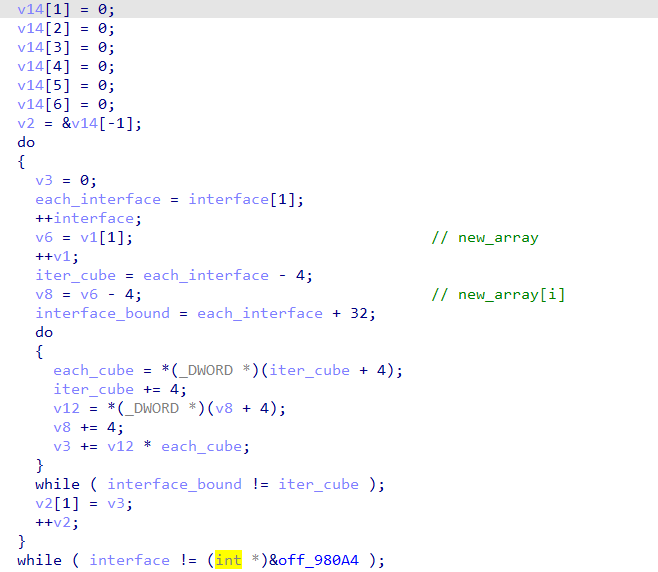 v14[1] = 0;
v14[2] = 0;
v14[3] = 0;
v14[4] = 0;
v14[5] = 0;
v14[6] = 0;
v2 = &v14[-1];
do
{
  v3 = 0;
  each_interface = interface[1];
  ++interface;
  v6 = v1[1];                                  // new_array
  ++v1;
  iter_cube = each_interface - 4;
  v8 = v6 - 4;                                 // new_array[i]
  interface_bound = each_interface + 32;
  do
  {
    each_cube = *(_DWORD *)(iter_cube + 4);
    iter_cube += 4;
    v12 = *(_DWORD *)(v8 + 4);
    v8 += 4;
    v3 += v12 * each_cube;
  }
  while ( interface_bound != iter_cube );
  v2[1] = v3;
  ++v2;
}
while ( interface != (int *)&off_980A4 );